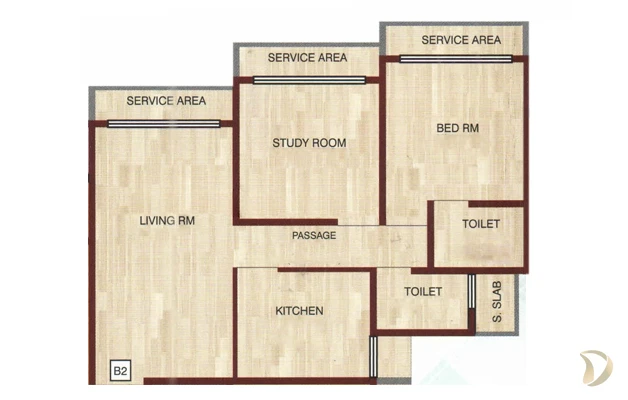 SERVICE AREA
SERVICE AREA
SERVICE AREA
BED RM
STUDY ROOM
LIVING RM
TOILET
PASSAGE
TOILET
S. SLAB
KITCHEN
B2